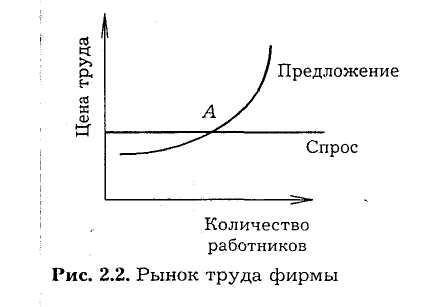 Цена труда
Предложение
A
Спрос
Количество
работников
Рис. 2.2. Рынок труда фирмы